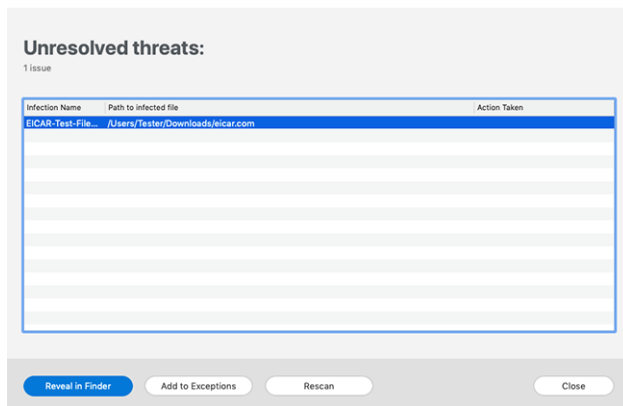 Unresolved threats:
1 issue
Infection Name Path to infected file Action Taken
EICAR-Test-File... /Users/Tester/Downloads/eicar.com
Reveal in Finder Add to Exceptions Rescan Close